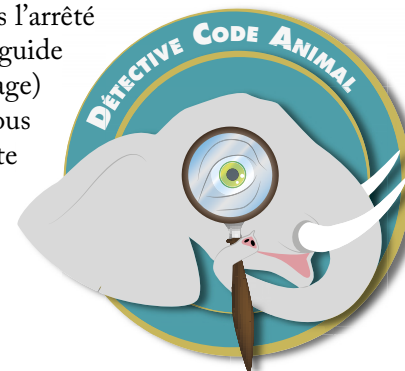 s l’arrêté
guide
age)
ous
te
DÉTECTIVE CODE ANIMAL